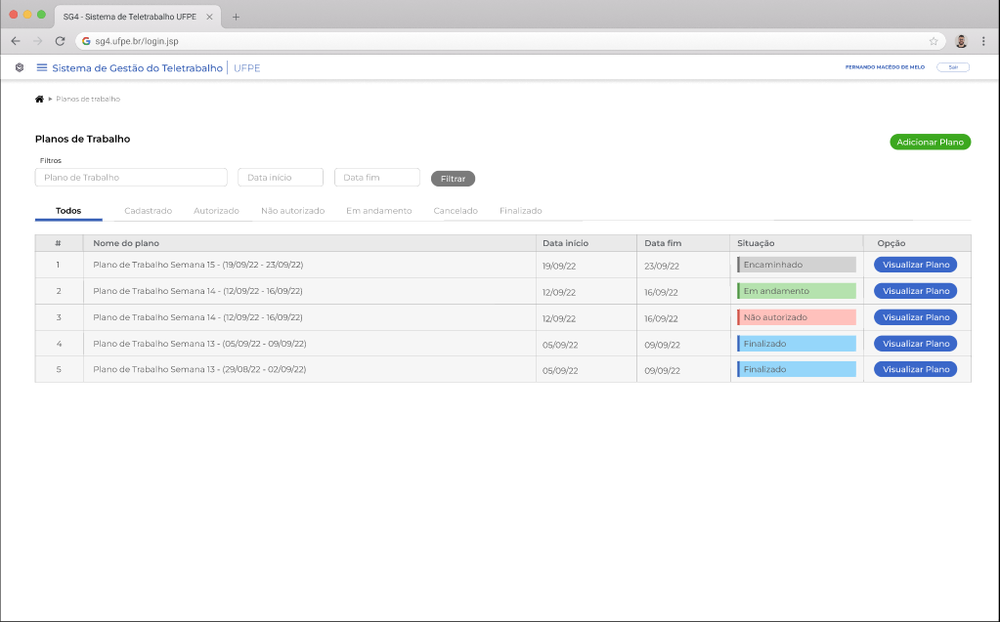 SG4 - Sistema de Teletrabalho UFPE
sg4.ufpe.br/login.jsp
Sistema de Gestão do Teletrabalho | UFPE
FERNANDO MACÊDO DE MELO
Sair
Planos de trabalho
Planos de Trabalho
Adicionar Plano
Filtros
Plano de Trabalho Data início Data fim Filtrar
Todos Cadastrado Autorizado Não autorizado Em andamento Cancelado Finalizado
# Nome do plano Data início Data fim Situação Opção
1 Plano de Trabalho Semana 15 - (19/09/22 - 23/09/22) 19/09/22 23/09/22 Encaminhado Visualizar Plano
2 Plano de Trabalho Semana 14 - (12/09/22 - 16/09/22) 12/09/22 16/09/22 Em andamento Visualizar Plano
3 Plano de Trabalho Semana 14 - (12/09/22 - 16/09/22) 12/09/22 16/09/22 Não autorizado Visualizar Plano
4 Plano de Trabalho Semana 13 - (05/09/22 - 09/09/22) 05/09/22 09/09/22 Finalizado Visualizar Plano
5 Plano de Trabalho Semana 13 - (29/08/22 - 02/09/22) 05/09/22 09/09/22 Finalizado Visualizar Plano